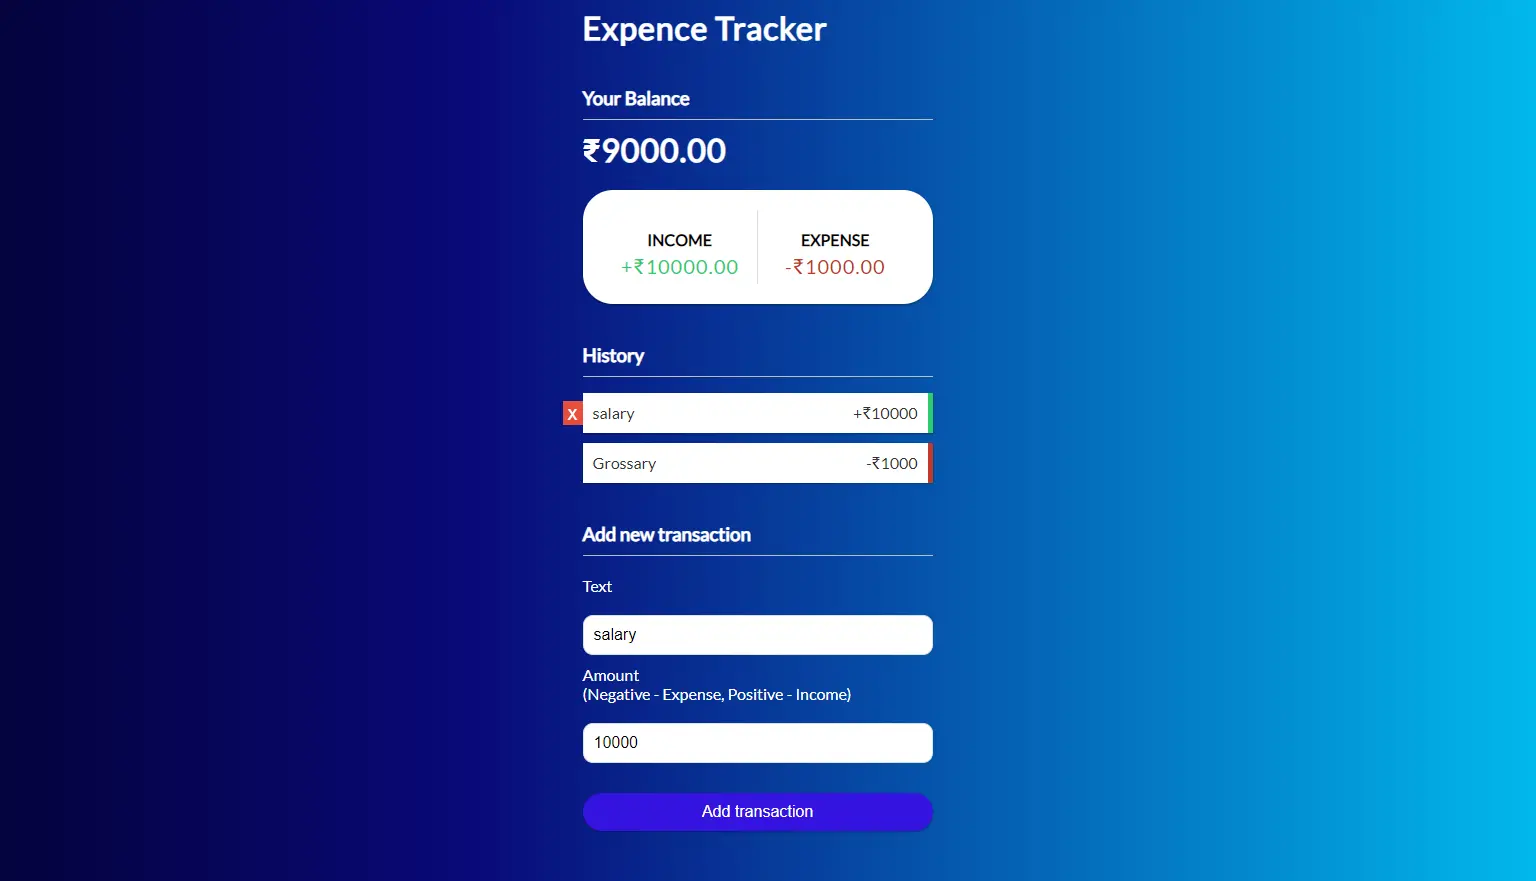 Expence Tracker
Your Balance
₹9000.00
INCOME EXPENSE
+₹10000.00 -₹1000.00
History
X salary +₹10000
Grossary -₹1000
Add new transaction
Text
salary
Amount
(Negative - Expense, Positive - Income)
10000
Add transaction